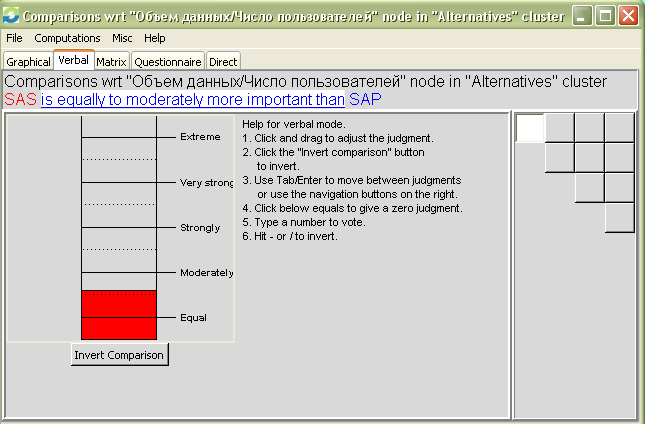 Comparisons wrt "Объем данных/Число пользователей" node in "Alternatives" cluster
File Computations Misc Help
Graphical Verbal Matrix Questionnaire Direct
Comparisons wrt "Объем данных/Число пользователей" node in "Alternatives" cluster
SAS is equally to moderately more important than SAP
Extreme
Very strong
Strongly
Moderately
Equal
Invert Comparison
Help for verbal mode.
1. Click and drag to adjust the judgment.
2. Click the "Invert comparison" button
to invert.
3. Use Tab/Enter to move between judgments
or use the navigation buttons on the right.
4. Click below equals to give a zero judgment.
5. Type a number to vote.
6. Hit - or / to invert.